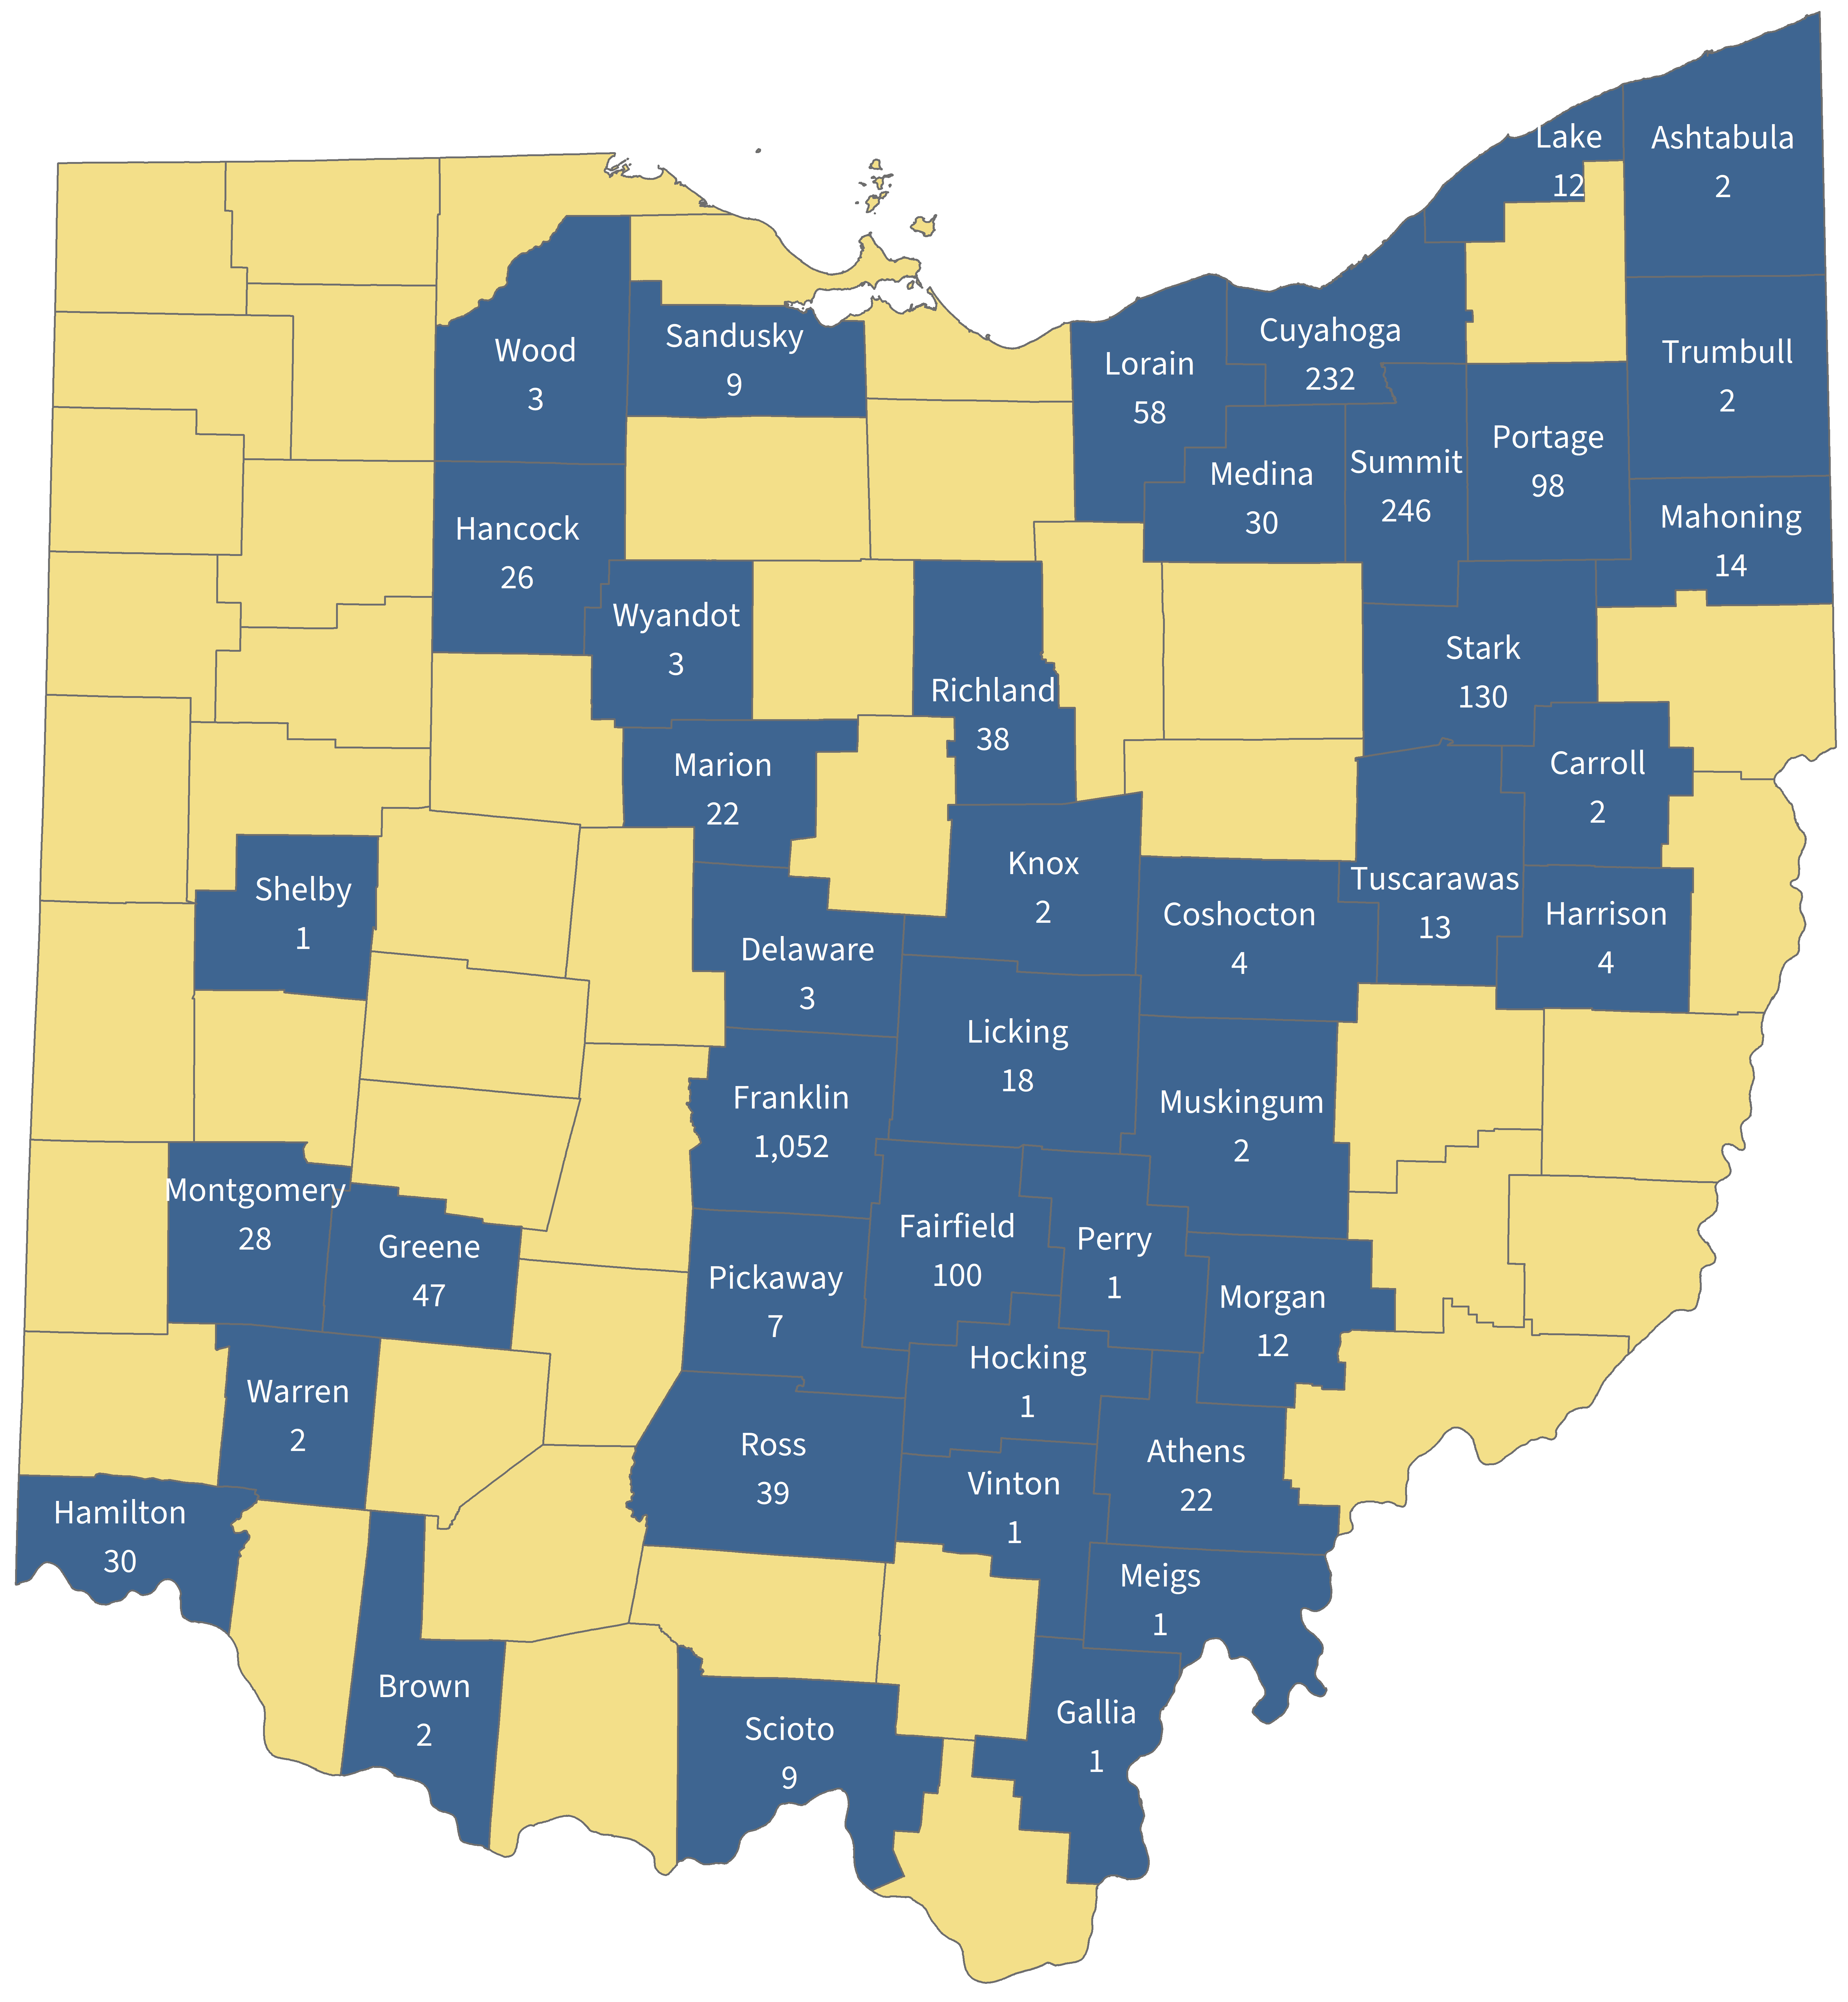 Lake
12
Ashtabula
2
Wood
3
Sandusky
9
Lorain
58
Cuyahoga
232
Trumbull
2
Medina
30
Summit
246
Portage
98
Mahoning
14
Hancock
26
Wyandot
3
Richland
38
Stark
130
Marion
22
Carroll
2
Shelby
1
Knox
2
Delaware
3
Coshocton
4
Tuscarawas
13
Harrison
4
Licking
18
Franklin
1,052
Muskingum
2
Montgomery
28
Greene
47
Pickaway
7
Fairfield
100
Perry
1
Morgan
12
Warren
2
Hocking
1
Ross
39
Vinton
1
Athens
22
Hamilton
30
Meigs
1
Brown
2
Scioto
9
Gallia
1